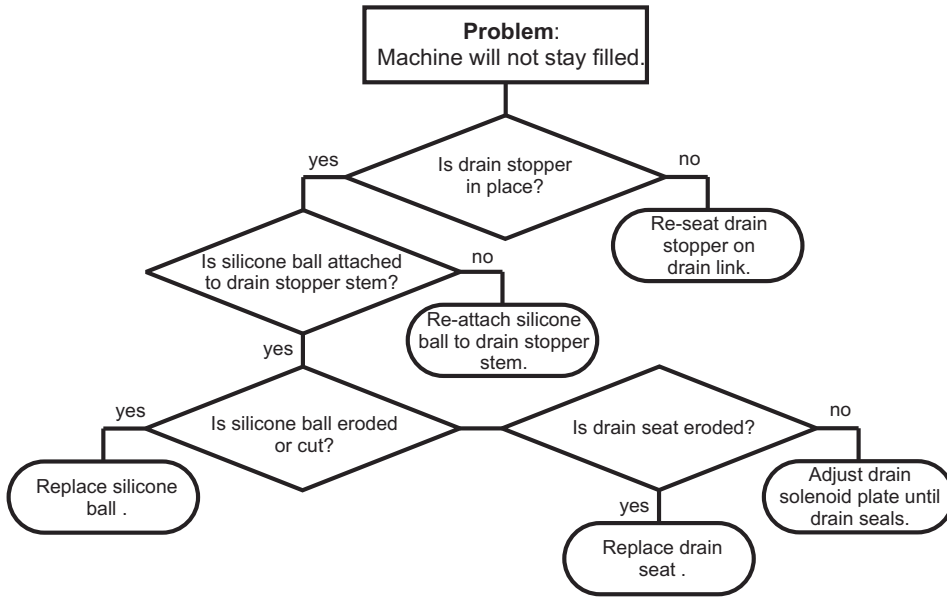 Problem:
Machine will not stay filled.
Is drain stopper
in place?
yes
no
Re-seat drain
stopper on
drain link.
Is silicone ball attached
to drain stopper stem?
no
Re-attach silicone
ball to drain stopper
stem.
yes
Is silicone ball eroded
or cut?
yes
Replace silicone
ball .
Is drain seat eroded?
no
Adjust drain
solenoid plate until
drain seals.
yes
Replace drain
seat .